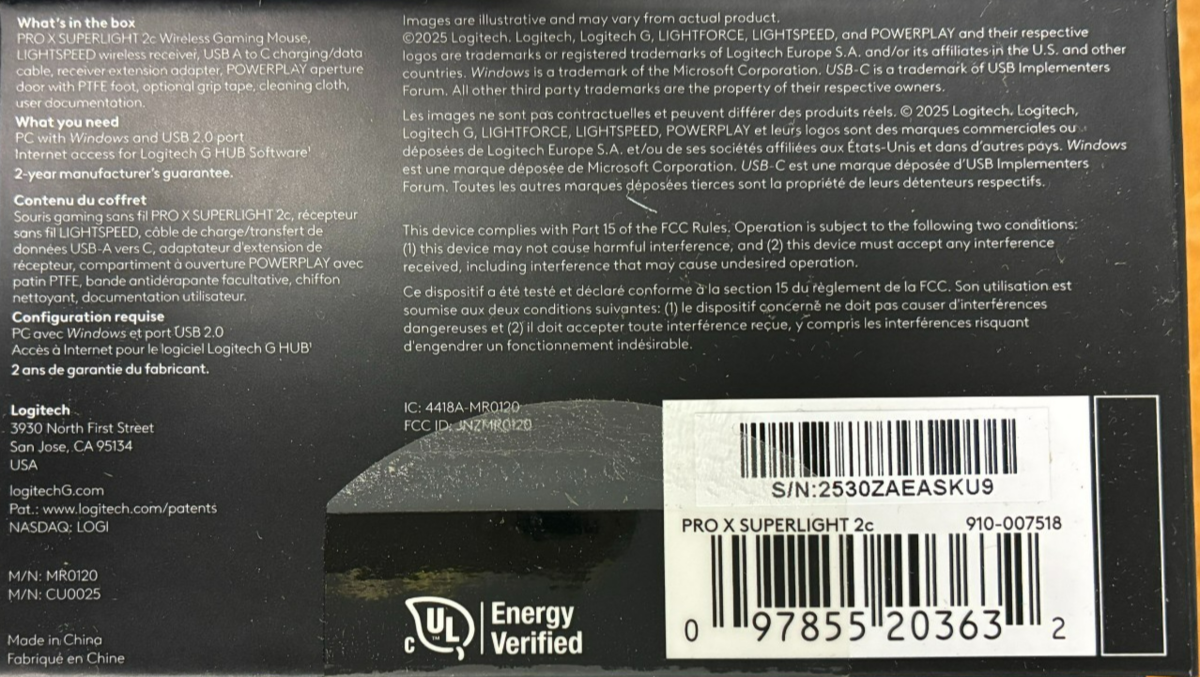 What's in the box
PRO X SUPERLIGHT 2c Wireless Gaming Mouse,
LIGHTSPEED wireless receiver, USB A to C charging/data
cable, receiver extension adapter, POWERPLAY aperture
door with PTFE foot, optional grip tape, cleaning cloth,
user documentation.
What you need
PC with Windows and USB 2.0 port
Internet access for Logitech G HUB Software¹
2-year manufacturer's guarantee.
Contenu du coffret
Souris gaming sans fil PRO X SUPERLIGHT 2c, récepteur
sans fil LIGHTSPEED, câble de charge/transfert de
données USB-A vers C, adaptateur d'extension de
récepteur, compartiment à ouverture POWERPLAY avec
patin PTFE, bande antidérapante facultative, chiffon
nettoyant, documentation utilisateur.
Configuration requise
PC avec Windows et port USB 2.0
Accès à Internet pour le logiciel Logitech G HUB¹
2 ans de garantie du fabricant.
Logitech
3930 North First Street
San Jose, CA 95134
USA
logitechG.com
Pat.: www.logitech.com/patents
NASDAQ: LOGI
M/N: MR0120
M/N: CU0025
Made in China
Fabriqué en Chine
Images are illustrative and may vary from actual product.
©2025 Logitech. Logitech, Logitech G, LIGHTFORCE, LIGHTSPEED, and POWERPLAY and their respective
logos are trademarks or registered trademarks of Logitech Europe S.A. and/or its affiliates in the U.S. and other
countries. Windows is a trademark of the Microsoft Corporation. USB-C is a trademark of USB Implementers
Forum. All other third party trademarks are the property of their respective owners.
Les images ne sont pas contractuelles et peuvent différer des produits réels. © 2025 Logitech. Logitech,
Logitech G, LIGHTFORCE, LIGHTSPEED, POWERPLAY et leurs logos sont des marques commerciales ou
déposées de Logitech Europe S.A. et/ou de ses sociétés affiliées aux États-Unis et dans d'autres pays. Windows
est une marque déposée de Microsoft Corporation. USB-C est une marque déposée d'USB Implementers
Forum. Toutes les autres marques déposées tierces sont la propriété de leurs détenteurs respectifs.
This device complies with Part 15 of the FCC Rules. Operation is subject to the following two conditions:
(1) this device may not cause harmful interference, and (2) this device must accept any interference
received, including interference that may cause undesired operation.
Ce dispositif a été testé et déclaré conforme à la section 15 du règlement de la FCC. Son utilisation est
soumise aux deux conditions suivantes: (1) le dispositif concerné ne doit pas causer d'interférences
dangereuses et (2) il doit accepter toute interférence reçue, y compris les interférences risquant
d'engendrer un fonctionnement indésirable.
IC: 4418A-MR0120
FCC ID: JNZMR0120
c UL ™ Energy
Verified
S/N:2530ZAEASKU9
PRO X SUPERLIGHT 2c 910-007518
0 97855 20363 2